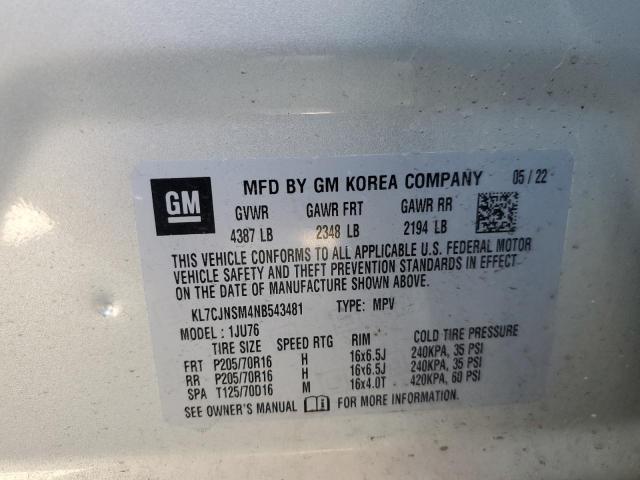 GM
MFD BY GM KOREA COMPANY 05 / 22
GVWR GAWR FRT GAWR RR
4387 LB 2348 LB 2194 LB
THIS VEHICLE CONFORMS TO ALL APPLICABLE U.S. FEDERAL MOTOR
VEHICLE SAFETY AND THEFT PREVENTION STANDARDS IN EFFECT
ON THE DATE OF MANUFACTURE SHOWN ABOVE.
KL7CJNSM4NB543481 TYPE: MPV
MODEL: 1JU76
TIRE SIZE SPEED RTG RIM COLD TIRE PRESSURE
FRT P205/70R16 H 16x6.5J 240KPA, 35 PSI
RR P205/70R16 H 16x6.5J 240KPA, 35 PSI
SPA T125/70D16 M 16x4.0T 420KPA, 60 PSI
SEE OWNER'S MANUAL FOR MORE INFORMATION.